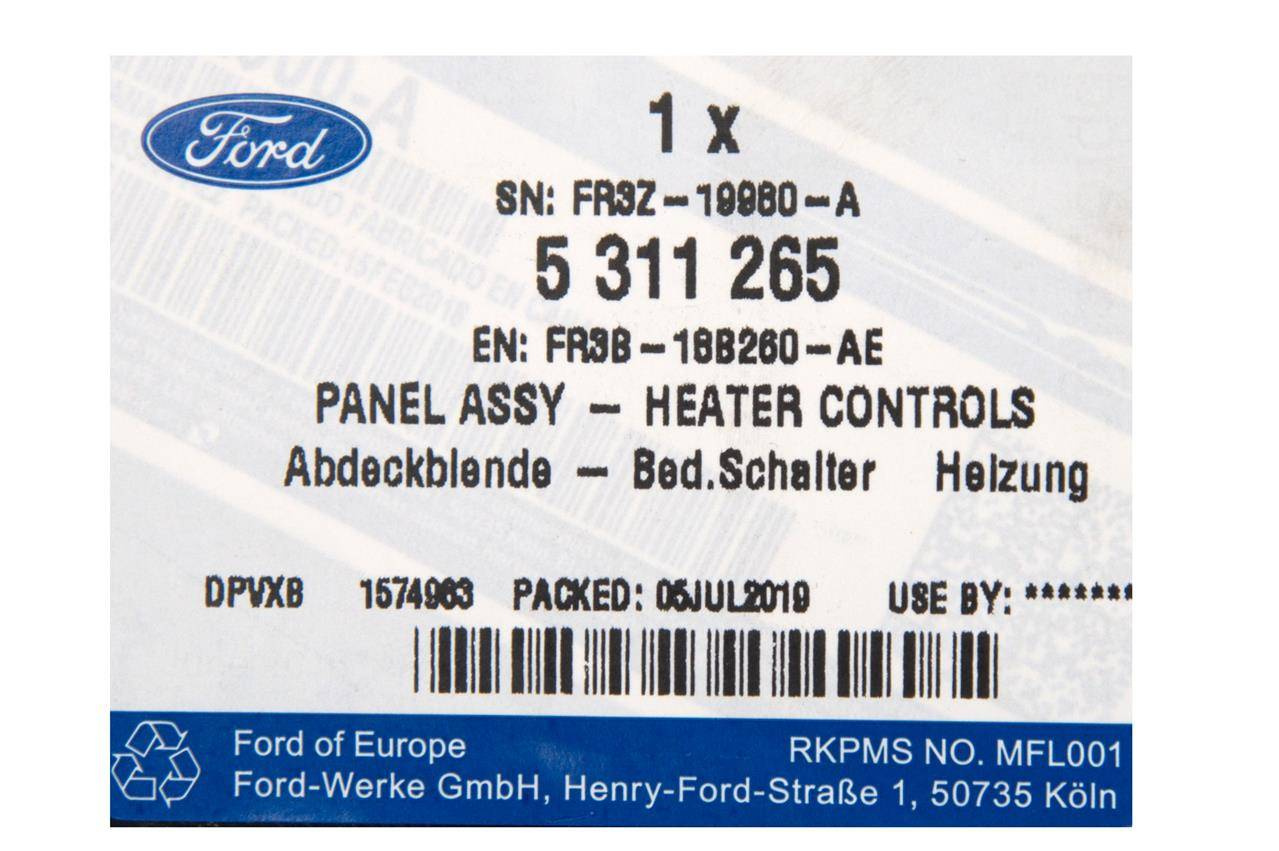 Ford
1 x
SN: FR3Z-19980-A
5 311 265
EN: FR3B-18B260-AE
PANEL ASSY - HEATER CONTROLS
Abdeckblende - Bed.Schalter Heizung
DPVXB 1574963 PACKED: 05JUL2019 USE BY: *******
Ford of Europe RKPMS NO. MFL001
Ford-Werke GmbH, Henry-Ford-Straße 1, 50735 Köln